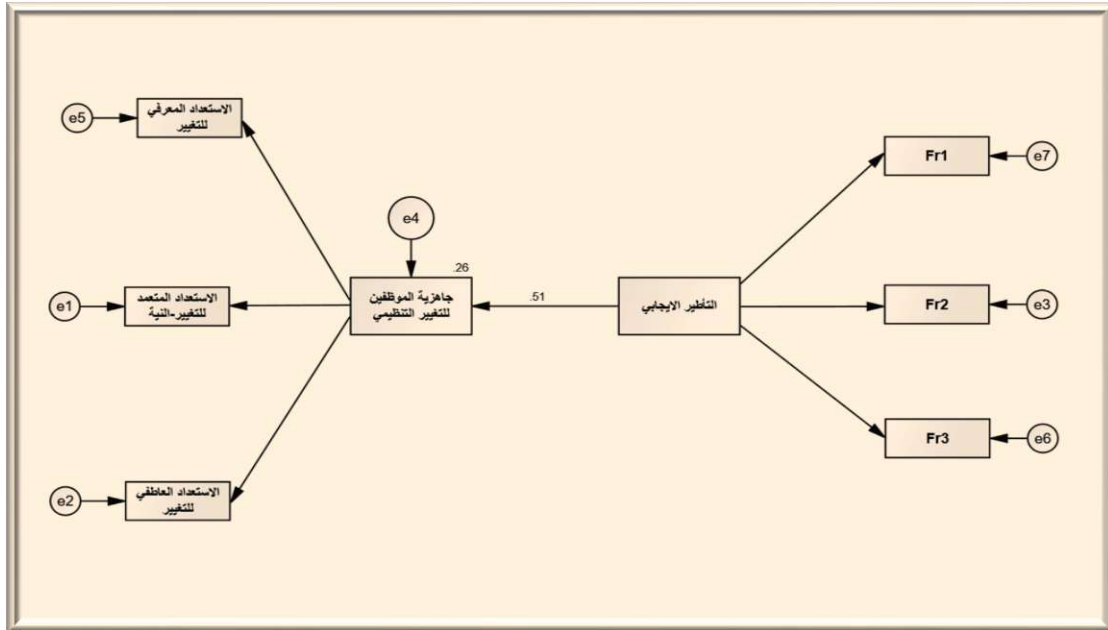 الاستعداد المعرفي
للتغيير
e5
Fr1
e7
e4
.26
جاهزية الموظفين
للتغيير التنظيمي
.51
التأطير الايجابي
الاستعداد المتعمد
للتغيير-النية
e1
Fr2
e3
Fr3
e6
الاستعداد العاطفي
للتغيير
e2